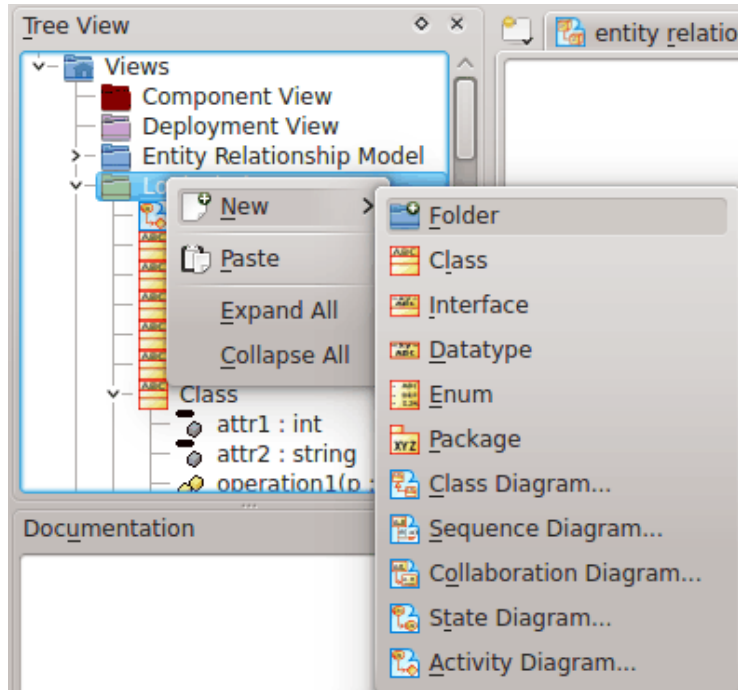 Tree View
entity relatio
Views
Component View
Deployment View
Entity Relationship Model
New
Paste
Expand All
Collapse All
Folder
Class
Interface
Datatype
Enum
Package
Class Diagram...
Sequence Diagram...
Collaboration Diagram...
State Diagram...
Activity Diagram...
Class
attr1 : int
attr2 : string
operation1(p :
Documentation